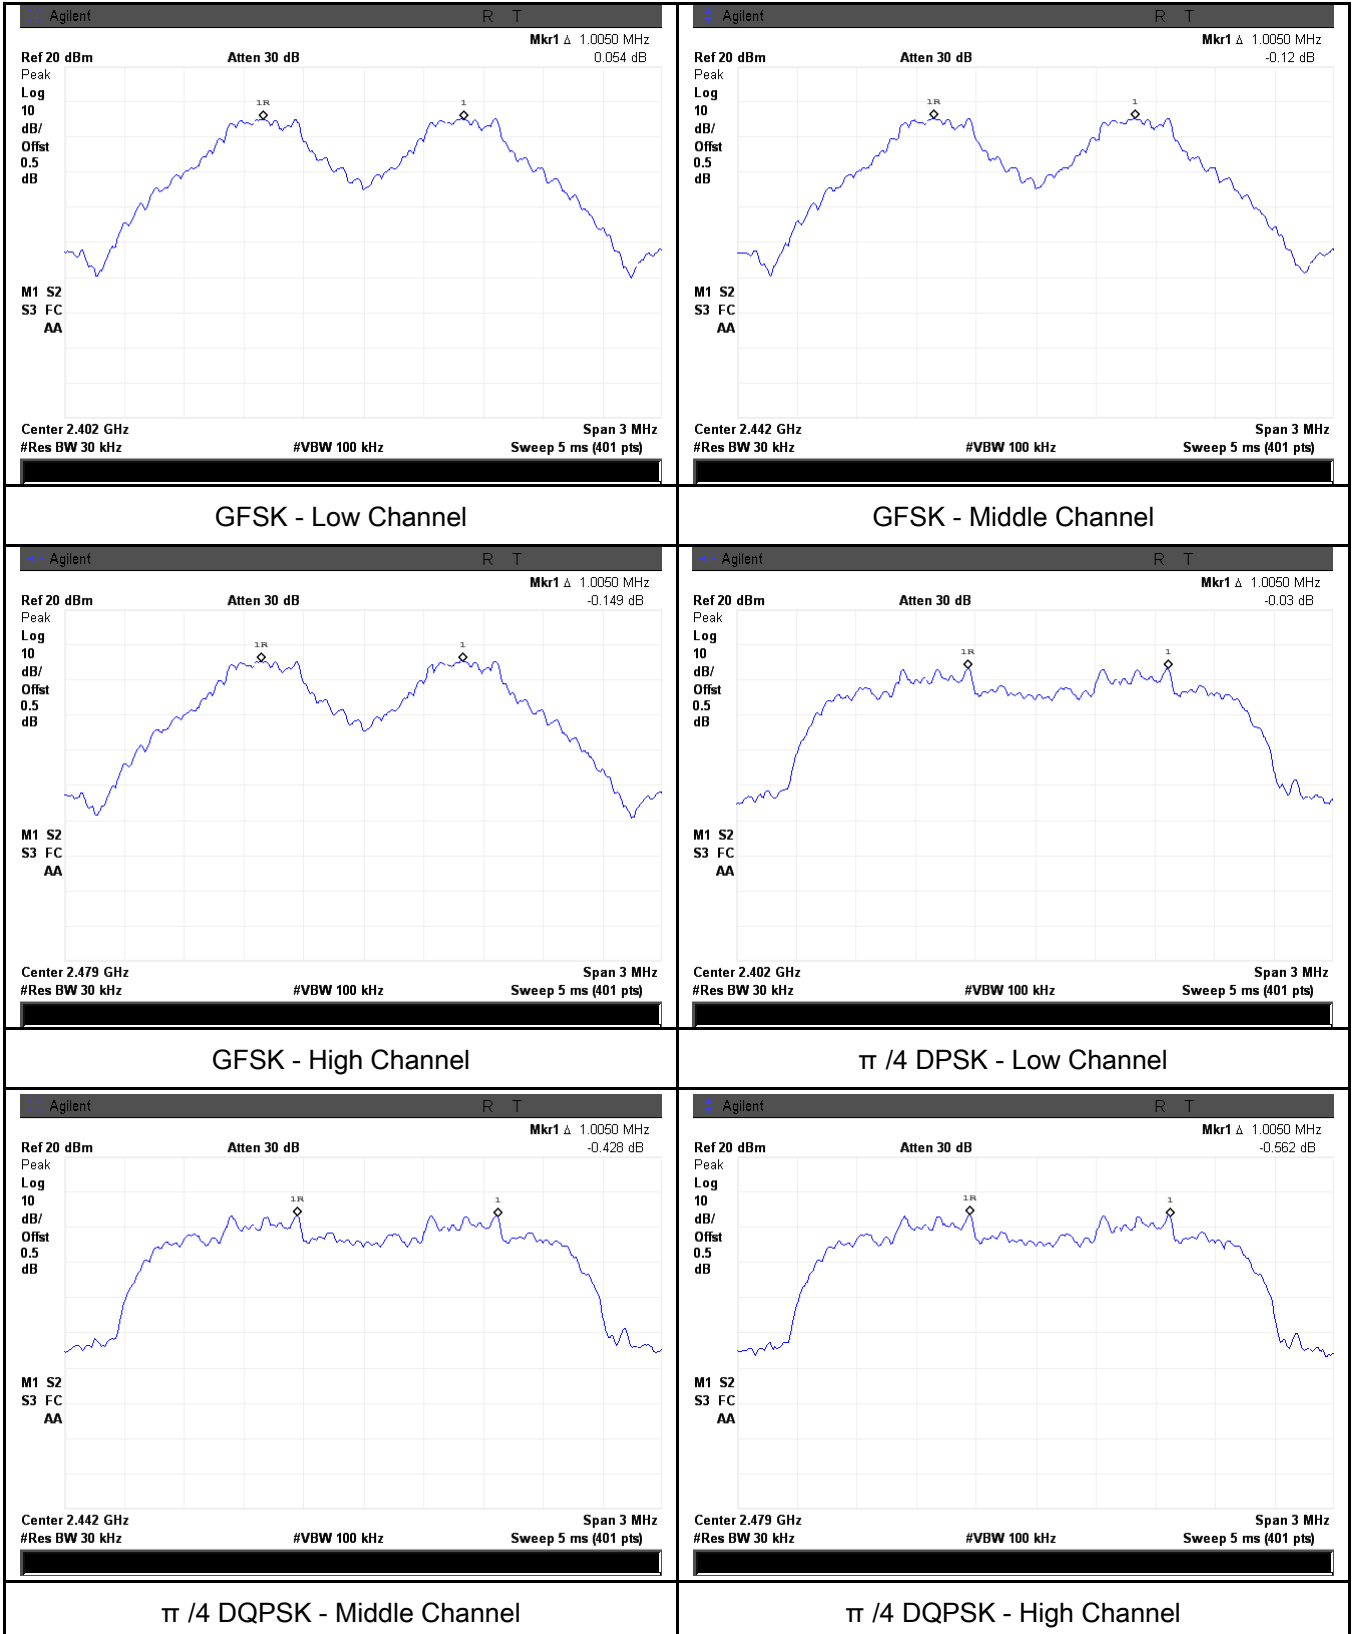 Agilent R T
Mkr1 Δ 1.0050 MHz
Ref 20 dBm Atten 30 dB 0.054 dB
Peak
Log
10
dB/
Offst
0.5
dB
1R 1
M1 S2
S3 FC
AA
Center 2.402 GHz Span 3 MHz
#Res BW 30 kHz #VBW 100 kHz Sweep 5 ms (401 pts)
GFSK - Low Channel
Agilent R T
Mkr1 Δ 1.0050 MHz
Ref 20 dBm Atten 30 dB -0.12 dB
Peak
Log
10
dB/
Offst
0.5
dB
1R 1
M1 S2
S3 FC
AA
Center 2.442 GHz Span 3 MHz
#Res BW 30 kHz #VBW 100 kHz Sweep 5 ms (401 pts)
GFSK - Middle Channel
Agilent R T
Mkr1 Δ 1.0050 MHz
Ref 20 dBm Atten 30 dB -0.149 dB
Peak
Log
10
dB/
Offst
0.5
dB
1R 1
M1 S2
S3 FC
AA
Center 2.479 GHz Span 3 MHz
#Res BW 30 kHz #VBW 100 kHz Sweep 5 ms (401 pts)
GFSK - High Channel
Agilent R T
Mkr1 Δ 1.0050 MHz
Ref 20 dBm Atten 30 dB -0.03 dB
Peak
Log
10
dB/
Offst
0.5
dB
1R 1
M1 S2
S3 FC
AA
Center 2.402 GHz Span 3 MHz
#Res BW 30 kHz #VBW 100 kHz Sweep 5 ms (401 pts)
π /4 DPSK - Low Channel
Agilent R T
Mkr1 Δ 1.0050 MHz
Ref 20 dBm Atten 30 dB -0.428 dB
Peak
Log
10
dB/
Offst
0.5
dB
1R 1
M1 S2
S3 FC
AA
Center 2.442 GHz Span 3 MHz
#Res BW 30 kHz #VBW 100 kHz Sweep 5 ms (401 pts)
π /4 DQPSK - Middle Channel
Agilent R T
Mkr1 Δ 1.0050 MHz
Ref 20 dBm Atten 30 dB -0.562 dB
Peak
Log
10
dB/
Offst
0.5
dB
1R 1
M1 S2
S3 FC
AA
Center 2.479 GHz Span 3 MHz
#Res BW 30 kHz #VBW 100 kHz Sweep 5 ms (401 pts)
π /4 DQPSK - High Channel